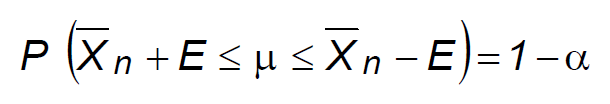 P (X̅n + E ≤ μ ≤ X̅n − E) = 1 − α